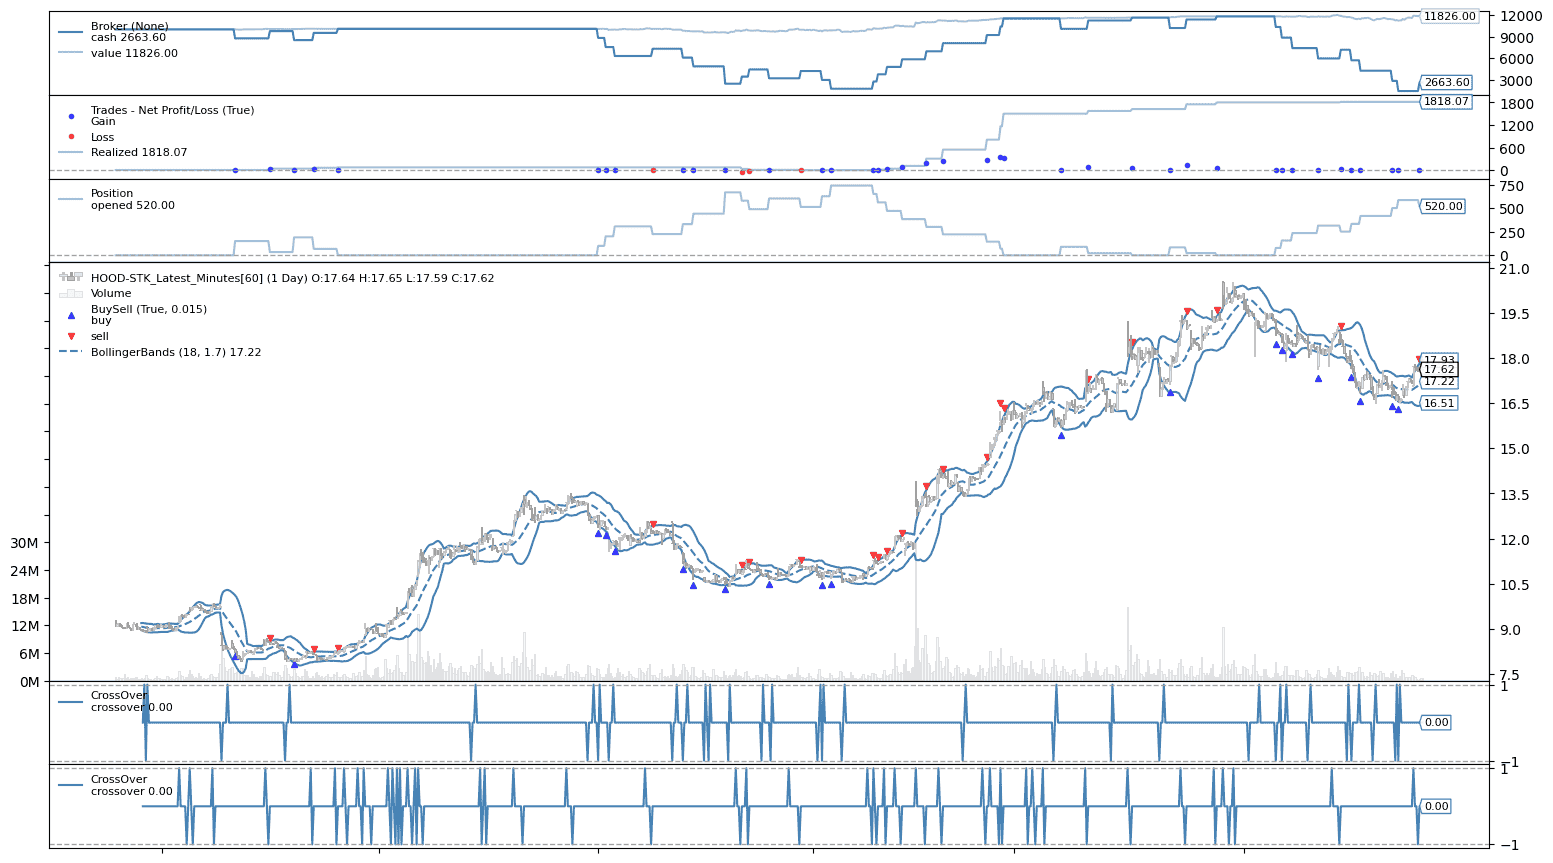 Broker (None)
cash 2663.60
value 11826.00
12000
9000
6000
3000
11826.00
2663.60
Trades - Net Profit/Loss (True)
Gain
Loss
Realized 1818.07
1800
1200
600
0
1818.07
Position
opened 520.00
750
500
250
0
520.00
HOOD-STK_Latest_Minutes[60] (1 Day) O:17.64 H:17.65 L:17.59 C:17.62
Volume
BuySell (True, 0.015)
buy
sell
BollingerBands (18, 1.7) 17.22
21.0
19.5
18.0
16.5
15.0
13.5
12.0
10.5
9.0
7.5
17.93
17.62
17.22
16.51
30M
24M
18M
12M
6M
0M
CrossOver
crossover 0.00
1
0.00
−1
CrossOver
crossover 0.00
1
0.00
−1